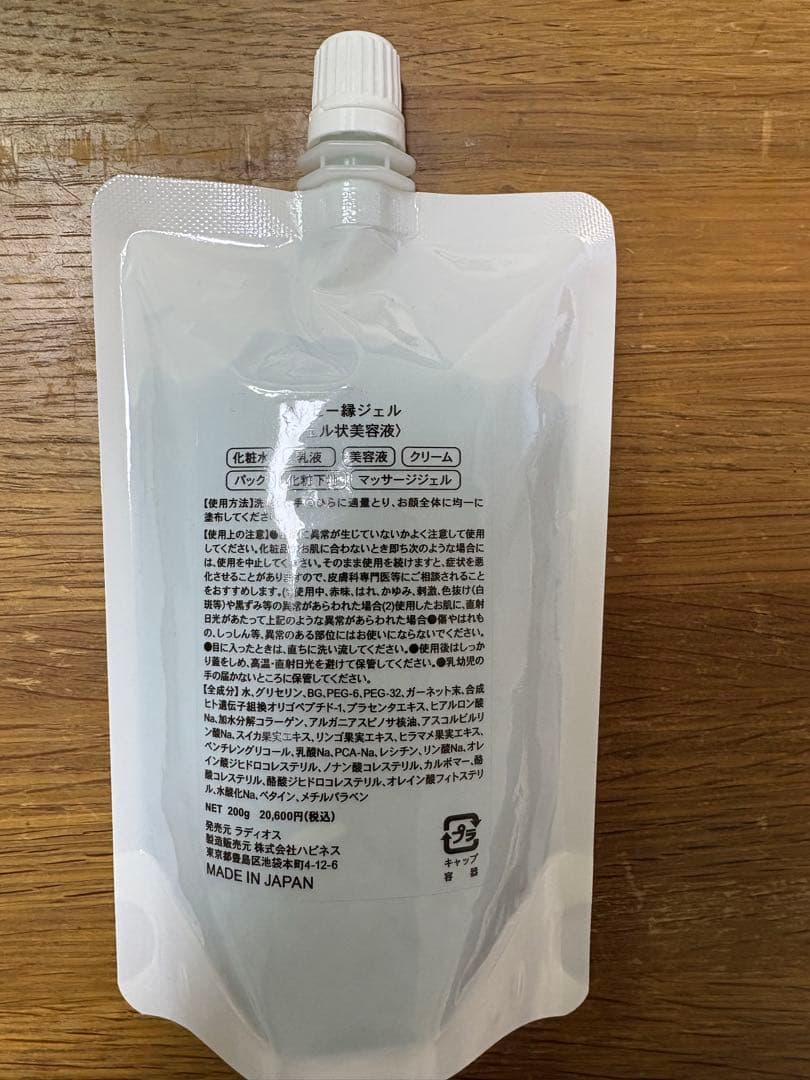 ピー縁ジェル
ル状美容液〉
化粧水 乳液 美容液 クリーム
パック 化粧下地 マッサージジェル
【使用方法】洗 手のひらに適量とり、お顔全体に均一に
塗布してくださ
【使用上の注意】● に異常が生じていないかよく注意して使用
してください。化粧品 お肌に合わないとき即ち次のような場合に
は、使用を中止してください。そのまま使用を続けますと、症状を悪
化させることがありますので、皮膚科専門医等にご相談されること
をおすすめします。(1)使用中、赤味、はれ、かゆみ、刺激、色抜け(白
斑等)や黒ずみ等の異常があらわれた場合(2)使用したお肌に、直射
日光があたって上記のような異常があらわれた場合●傷やはれも
の、しっしん等、異常のある部位にはお使いにならないでください。
●目に入ったときは、直ちに洗い流してください。●使用後はしっか
り蓋をしめ、高温・直射日光を避けて保管してください。●乳幼児の
手の届かないところに保管してください。
【全成分】水、グリセリン、BG、PEG-6、PEG-32、ガーネット末、合成
ヒト遺伝子組換オリゴペプチド-1、プラセンタエキス、ヒアルロン酸
Na、加水分解コラーゲン、アルガニアスピノサ核油、アスコルビルリ
ン酸Na、スイカ果実エキス、リンゴ果実エキス、ヒラマメ果実エキス、
ペンチレングリコール、乳酸Na、PCA-Na、レシチン、リン酸Na、オレ
イン酸ジヒドロコレステリル、ノナン酸コレステリル、カルボマー、酪
酸コレステリル、酪酸ジヒドロコレステリル、オレイン酸フィトステリ
ル、水酸化Na、ベタイン、メチルパラベン
NET 200g 20,600円(税込)
発売元 ラディオス
製造販売元 株式会社ハピネス
東京都豊島区池袋本町4-12-6
MADE IN JAPAN
プラ
キャップ
容器